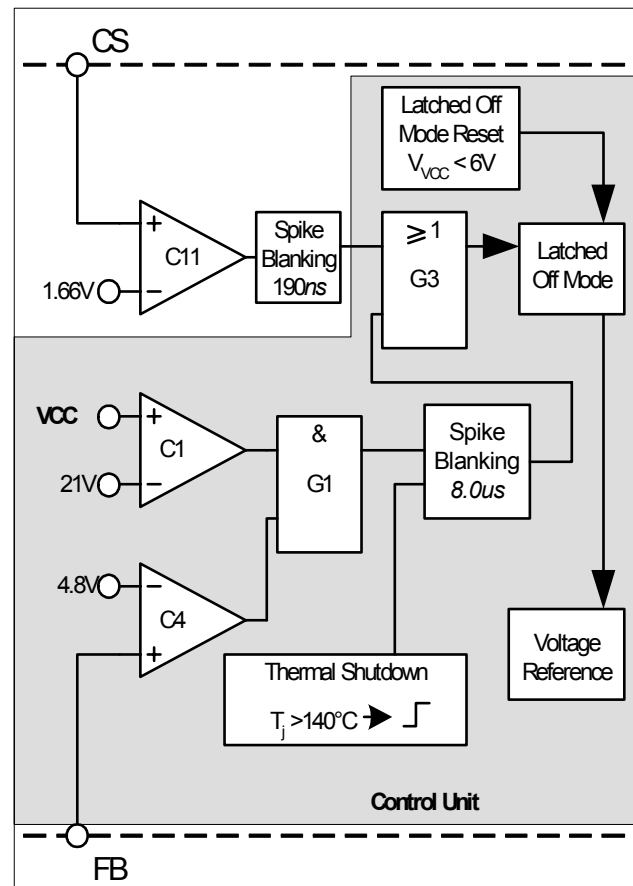 CS
Latched Off
Mode Reset
V_VCC < 6V
+
C11
1.66V
−
Spike
Blanking
190ns
≥ 1
G3
Latched
Off Mode
VCC
+
C1
21V
−
&
G1
Spike
Blanking
8.0us
4.8V
−
C4
+
Voltage
Reference
Thermal Shutdown
T_j >140°C
Control Unit
FB